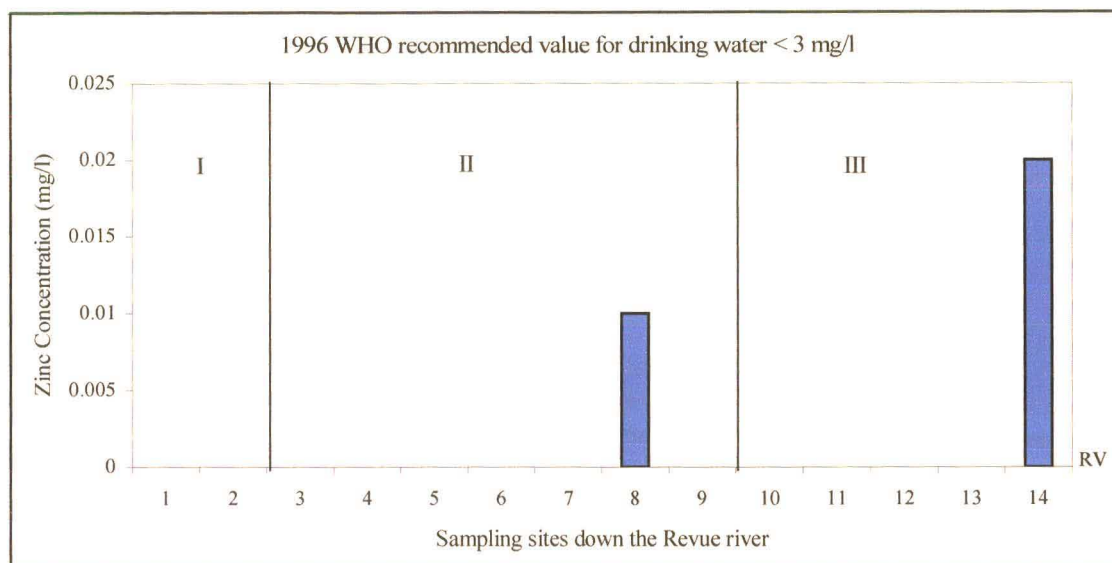 1996 WHO recommended value for drinking water < 3 mg/l
Zinc Concentration (mg/l)
0.025
0.02
0.015
0.01
0.005
0
I
II
III
RV
1 2 3 4 5 6 7 8 9 10 11 12 13 14
Sampling sites down the Revue river